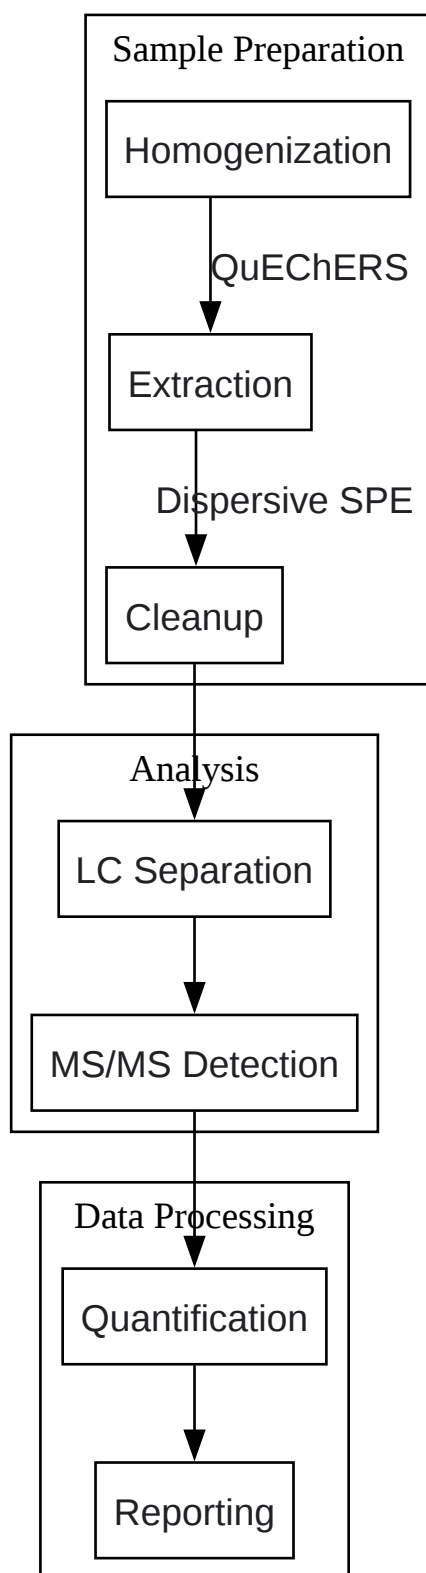 Sample Preparation
Homogenization
QuEChERS
Extraction
Dispersive SPE
Cleanup
Analysis
LC Separation
MS/MS Detection
Data Processing
Quantification
Reporting